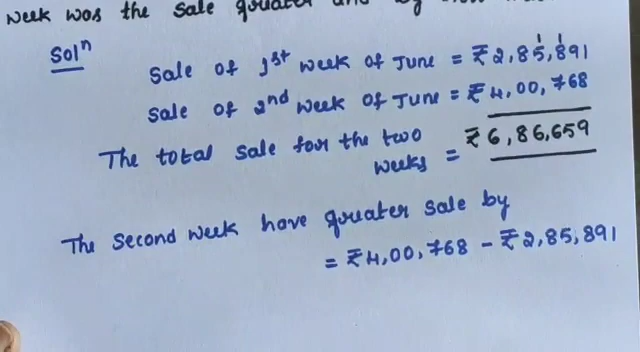 week was the sale greater and by how
Solⁿ
Sale of 1st week of June = ₹2,85,891
Sale of 2nd week of June = ₹4,00,768
The total sale for the two weeks = ₹6,86,659
The second week have greater sale by
= ₹4,00,768 - ₹2,85,891